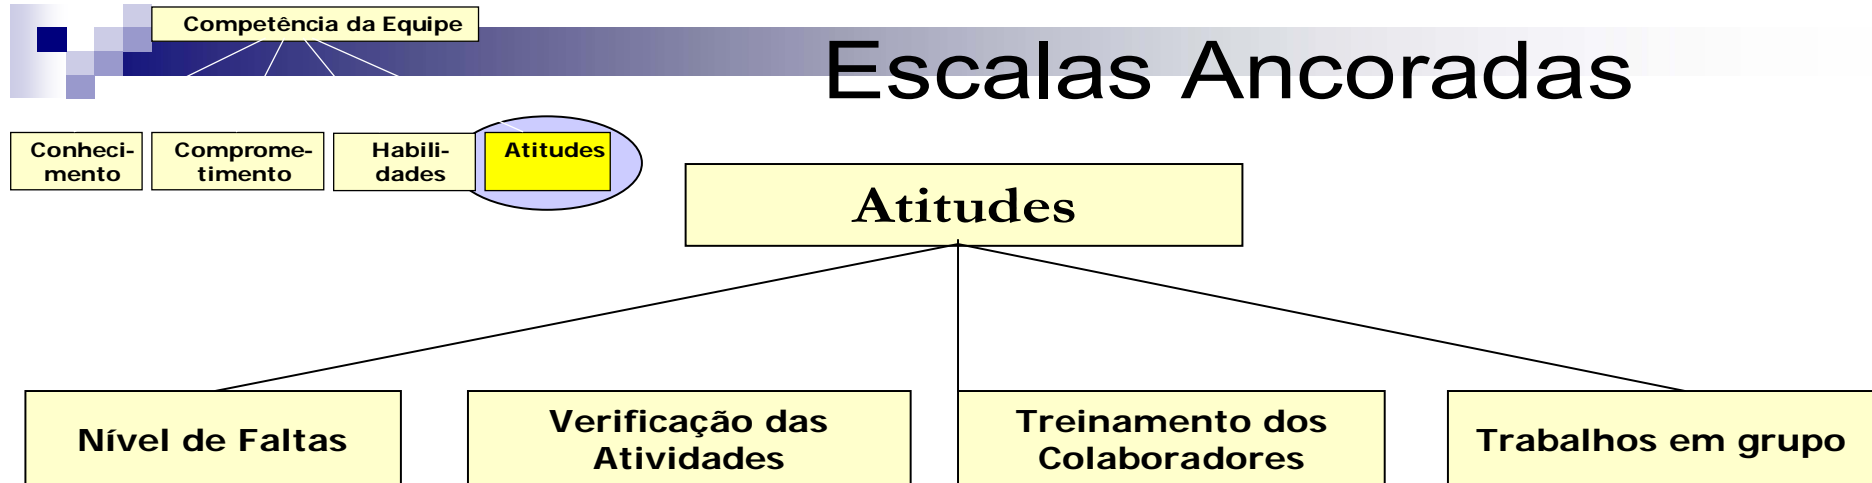 Competência da Equipe
Escalas Ancoradas
Conheci-
mento
Comprome-
timento
Habili-
dades
Atitudes
Atitudes
Nível de Faltas
Verificação das
Atividades
Treinamento dos
Colaboradores
Trabalhos em grupo